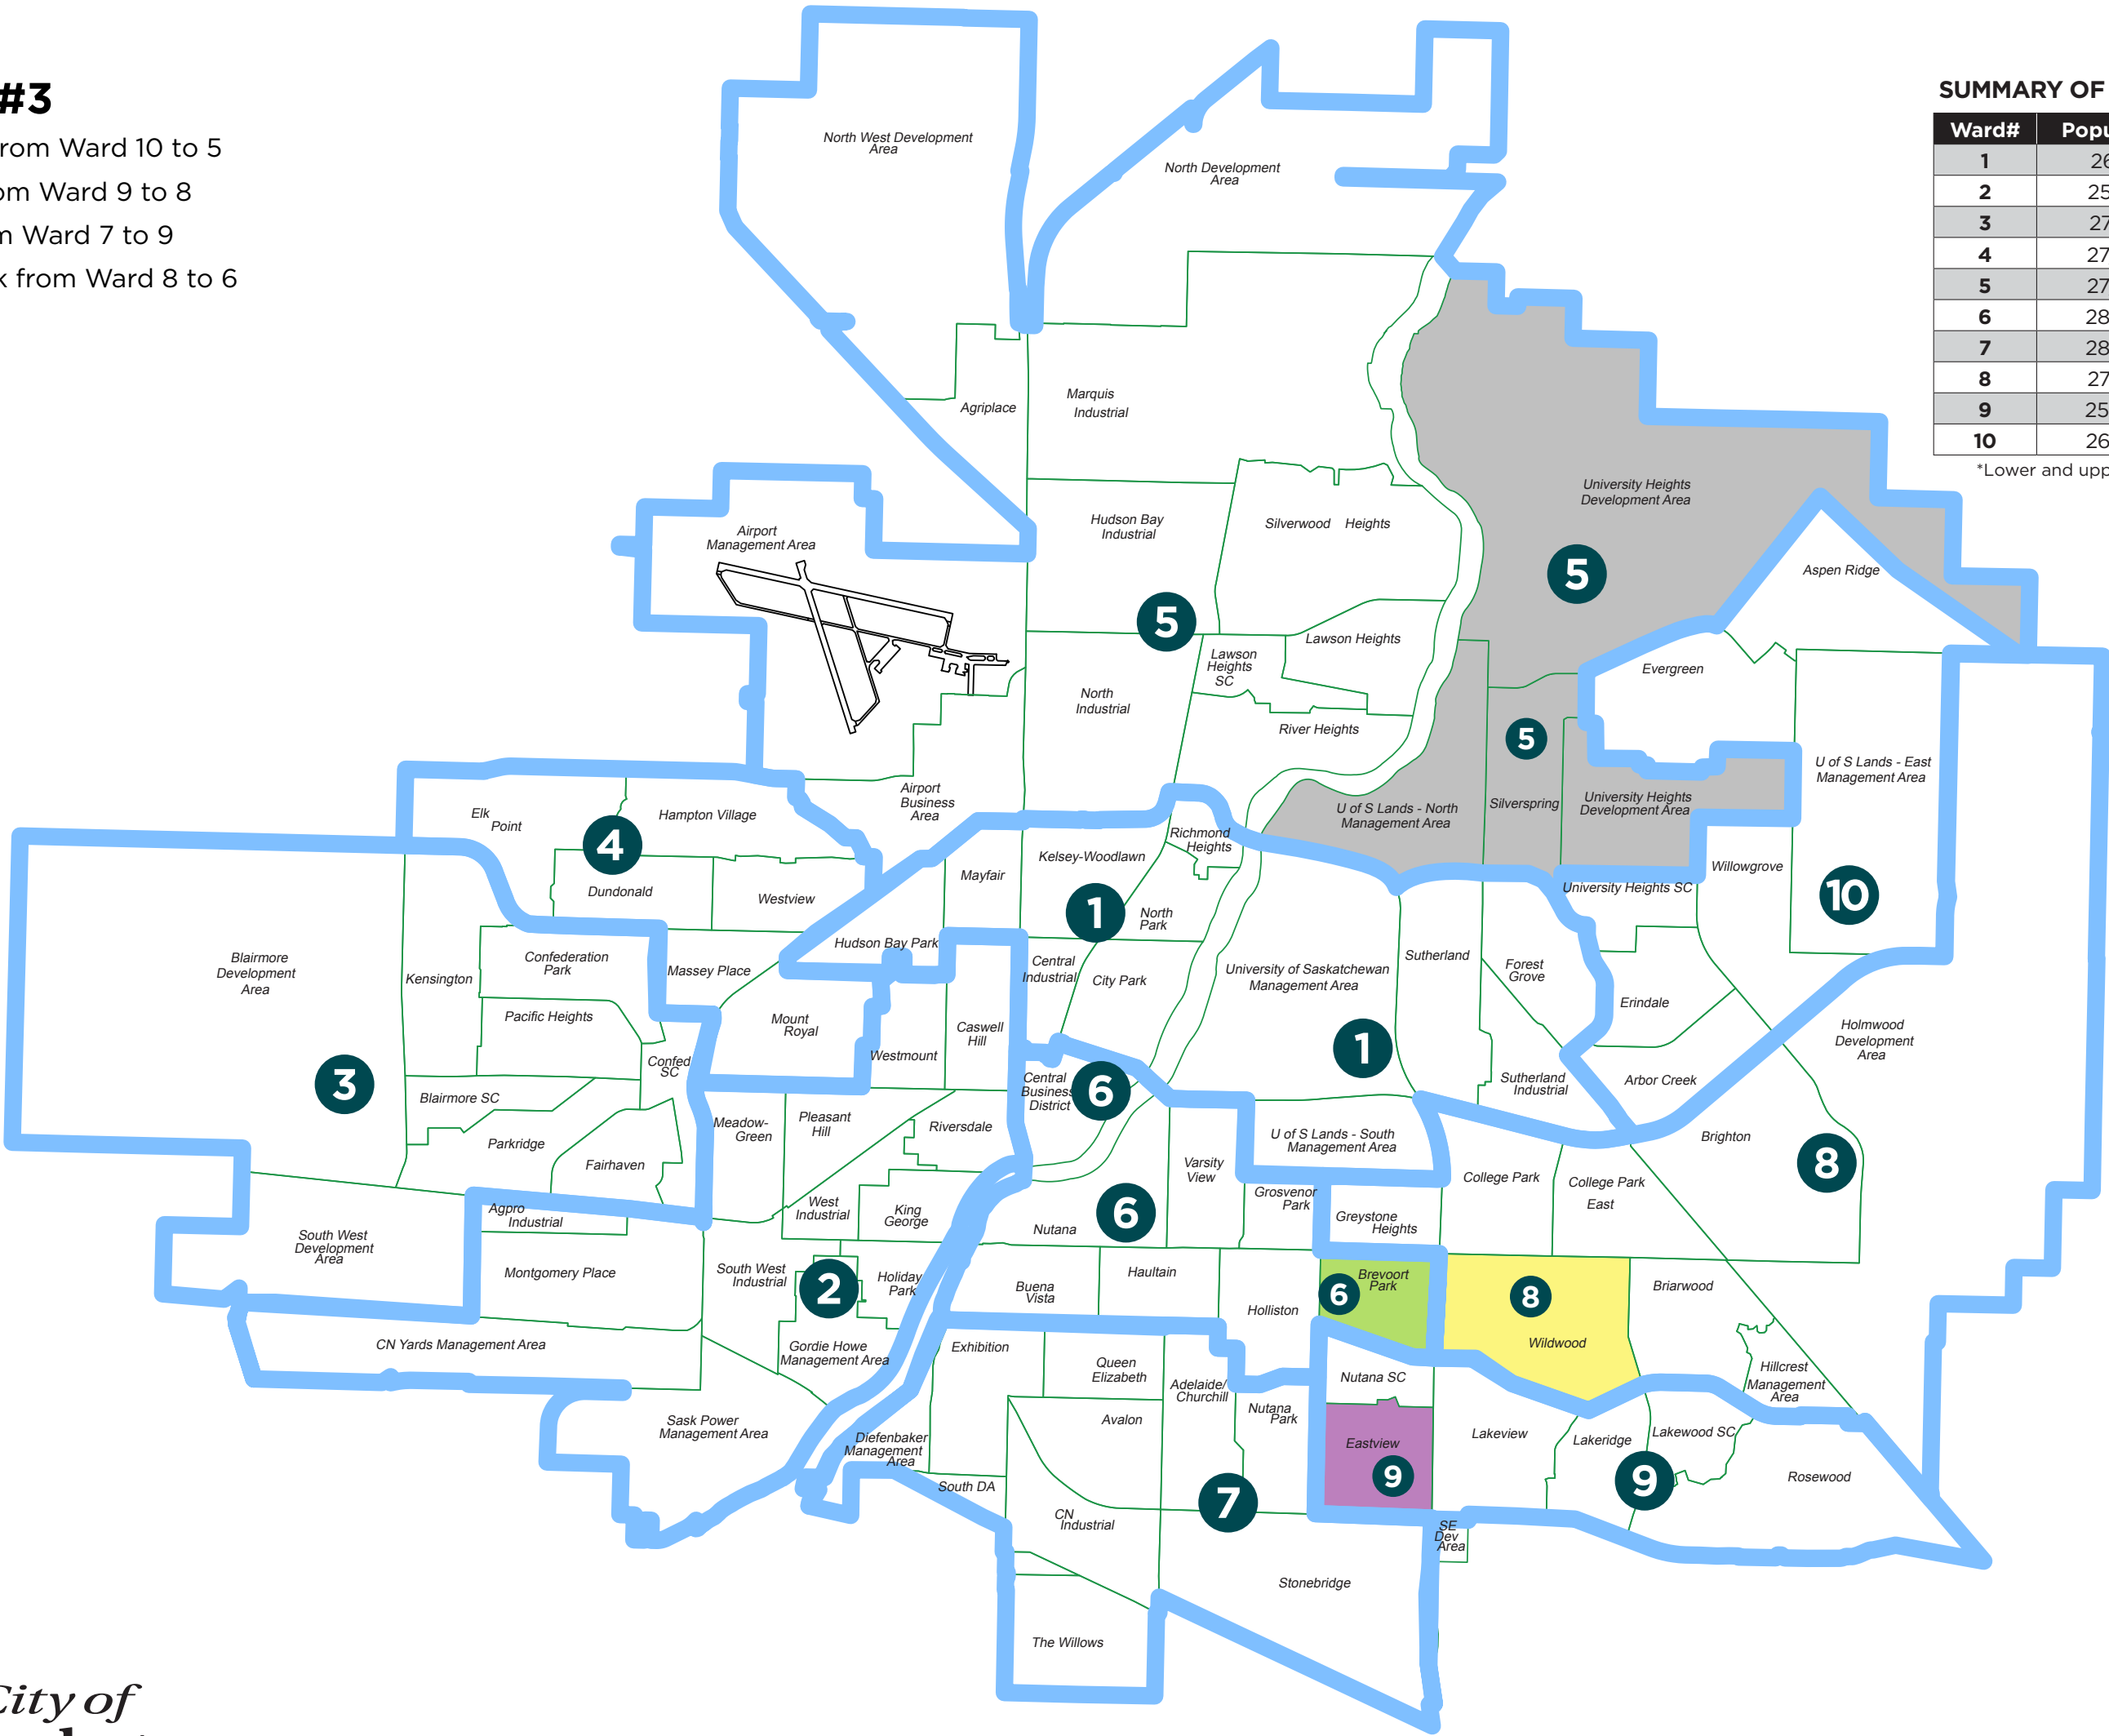 #3
from Ward 10 to 5
om Ward 9 to 8
m Ward 7 to 9
k from Ward 8 to 6
SUMMARY OF
Ward# Popu
1 26
2 25
3 27
4 27
5 27
6 28
7 28
8 27
9 25
10 26
*Lower and upp
North West Development
Area
North Development
Area
Agriplace
Marquis
Industrial
University Heights
Development Area
5
Aspen Ridge
Airport
Management Area
Hudson Bay
Industrial
Silverwood Heights
5
Lawson Heights
Lawson
Heights
SC
Evergreen
North
Industrial
River Heights
5
U of S Lands - East
Management Area
University Heights
Development Area
Silverspring
U of S Lands - North
Management Area
Airport
Business
Area
Elk
Point
Hampton Village
4
Richmond
Heights
Kelsey-Woodlawn
Mayfair
Willowgrove
University Heights SC
10
Dundonald
Westview
1
North
Park
Hudson Bay Park
Blairmore
Development
Area
Kensington
Confederation
Park
Massey Place
Central
Industrial
City Park
University of Saskatchewan
Management Area
Sutherland
Forest
Grove
Erindale
Pacific Heights
Mount
Royal
Caswell
Hill
Westmount
1
Holmwood
Development
Area
3
Confed
SC
Blairmore SC
Central
Business
District
6
Sutherland
Industrial
Arbor Creek
Meadow-
Green
Pleasant
Hill
Riversdale
Parkridge
Fairhaven
U of S Lands - South
Management Area
Varsity
View
Brighton
8
College Park
College Park
East
Grosvenor
Park
Greystone
Heights
Agpro
Industrial
West
Industrial
King
George
Nutana
6
South West
Development
Area
Montgomery Place
South West
Industrial
2
Holiday
Park
Buena
Vista
Haultain
Holliston
6
Brevoort
Park
8
Wildwood
Briarwood
CN Yards Management Area
Gordie Howe
Management Area
Exhibition
Queen
Elizabeth
Adelaide/
Churchill
Nutana SC
Hillcrest
Management
Area
Sask Power
Management Area
Avalon
Nutana
Park
Diefenbaker
Management
Area
Eastview
9
Lakeview
Lakeridge
Lakewood SC
9
Rosewood
South DA
7
CN
Industrial
SE
Dev
Area
Stonebridge
The Willows
City of